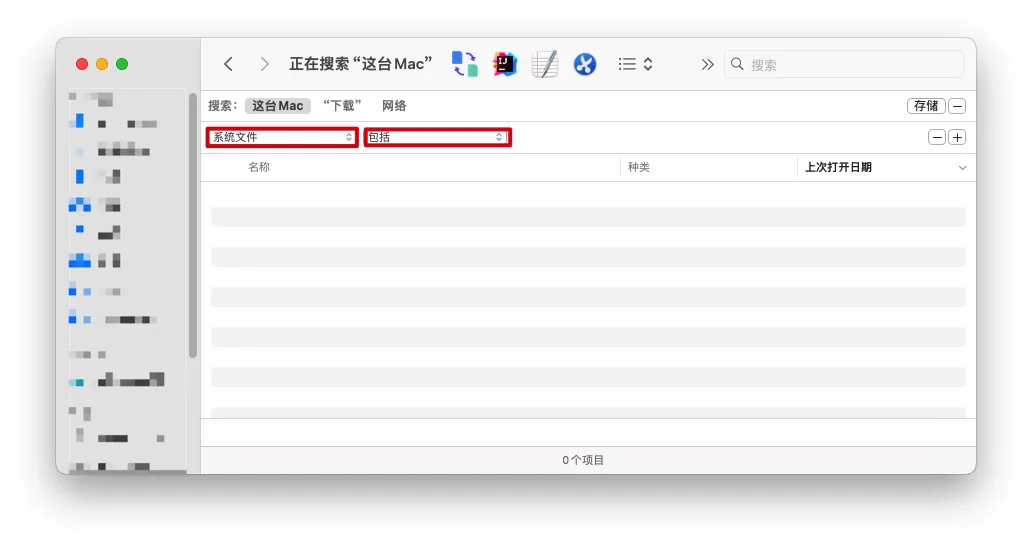 正在搜索“这台Mac”
搜索
搜索： 这台Mac “下载” 网络 存储
系统文件 包括
名称 种类 上次打开日期
0个项目